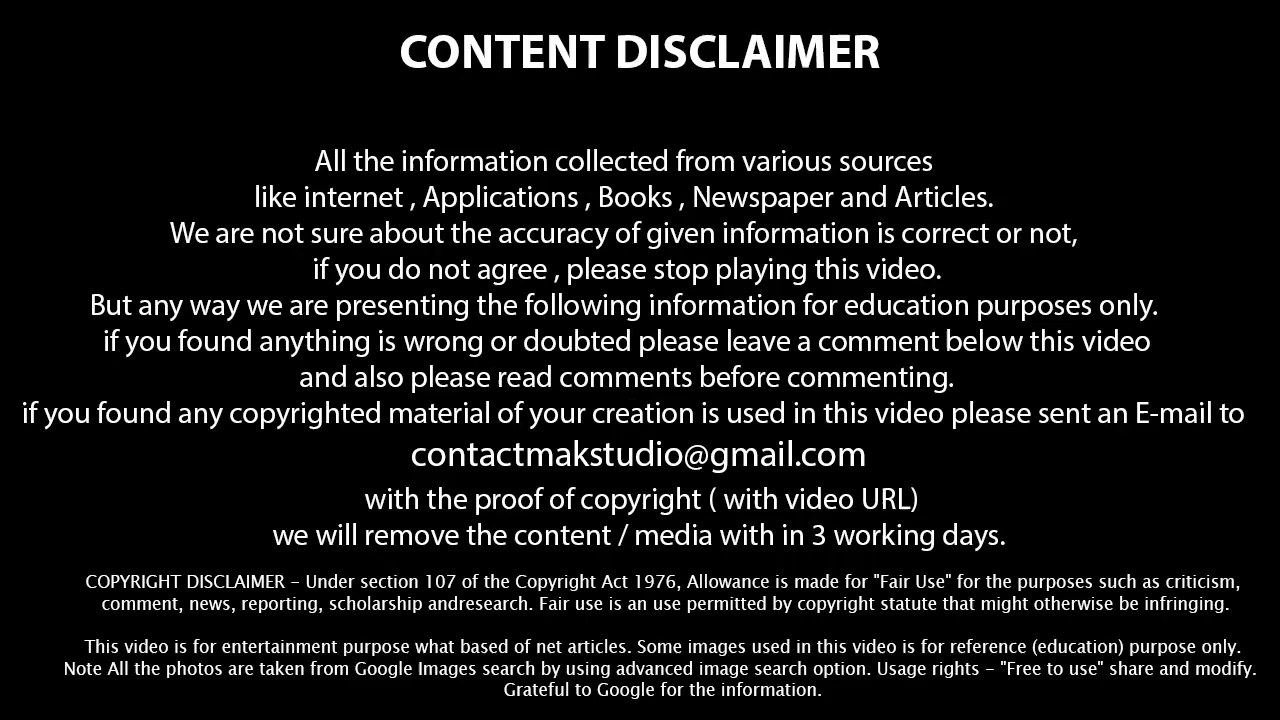 CONTENT DISCLAIMER
All the information collected from various sources
like internet , Applications , Books , Newspaper and Articles.
We are not sure about the accuracy of given information is correct or not,
if you do not agree , please stop playing this video.
But any way we are presenting the following information for education purposes only.
if you found anything is wrong or doubted please leave a comment below this video
and also please read comments before commenting.
if you found any copyrighted material of your creation is used in this video please sent an E-mail to
contactmakstudio@gmail.com
with the proof of copyright ( with video URL)
we will remove the content / media with in 3 working days.
COPYRIGHT DISCLAIMER - Under section 107 of the Copyright Act 1976, Allowance is made for "Fair Use" for the purposes such as criticism,
comment, news, reporting, scholarship andresearch. Fair use is an use permitted by copyright statute that might otherwise be infringing.
This video is for entertainment purpose what based of net articles. Some images used in this video is for reference (education) purpose only.
Note All the photos are taken from Google Images search by using advanced image search option. Usage rights - "Free to use" share and modify.
Grateful to Google for the information.